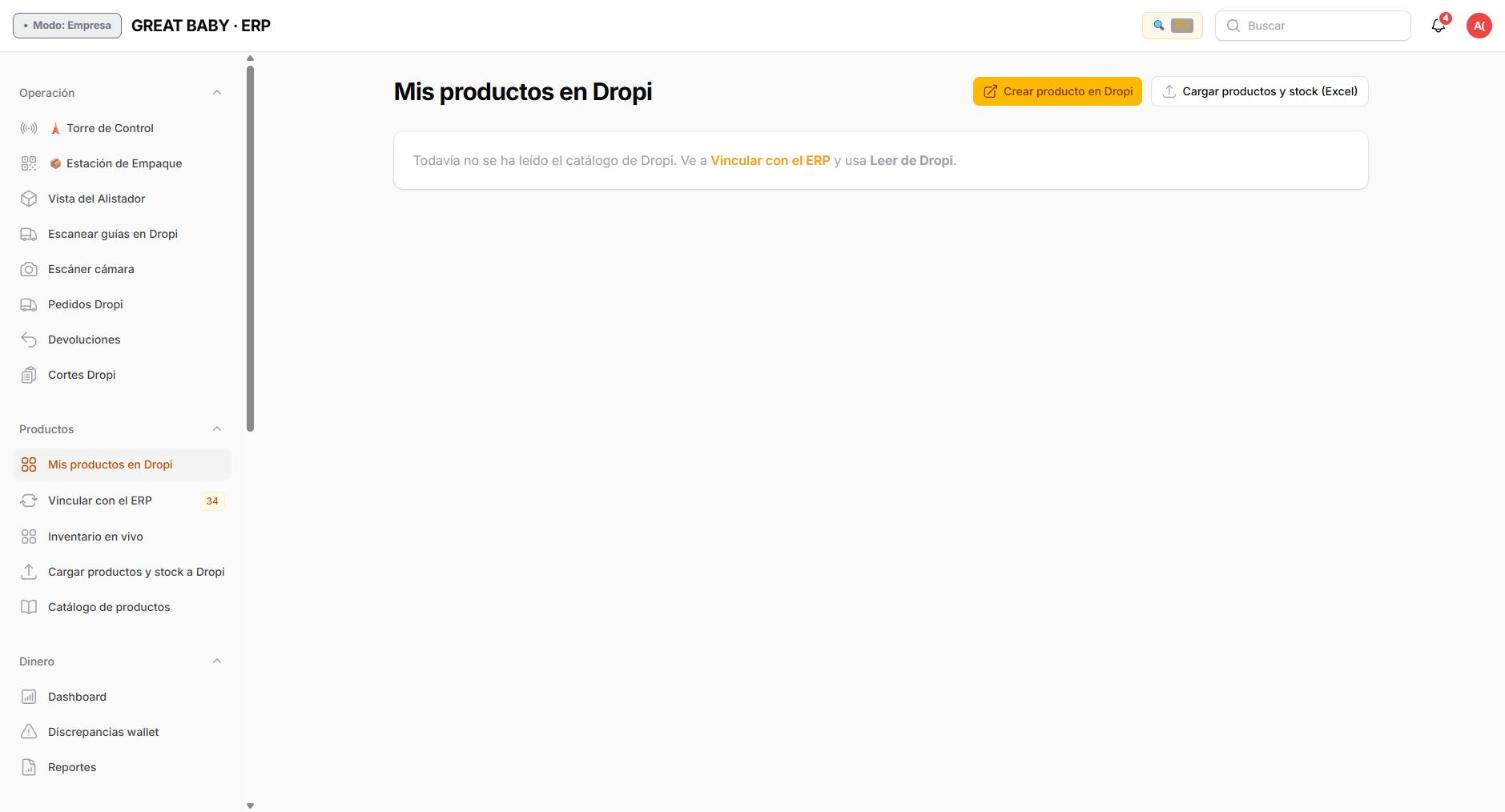 Modo: Empresa
GREAT BABY · ERP
Buscar
4
A(
Operación
Torre de Control
Estación de Empaque
Vista del Alistador
Escanear guías en Dropi
Escáner cámara
Pedidos Dropi
Devoluciones
Cortes Dropi
Productos
Mis productos en Dropi
Vincular con el ERP
34
Inventario en vivo
Cargar productos y stock a Dropi
Catálogo de productos
Dinero
Dashboard
Discrepancias wallet
Reportes
Mis productos en Dropi
Crear producto en Dropi
Cargar productos y stock (Excel)
Todavía no se ha leído el catálogo de Dropi. Ve a Vincular con el ERP y usa Leer de Dropi.